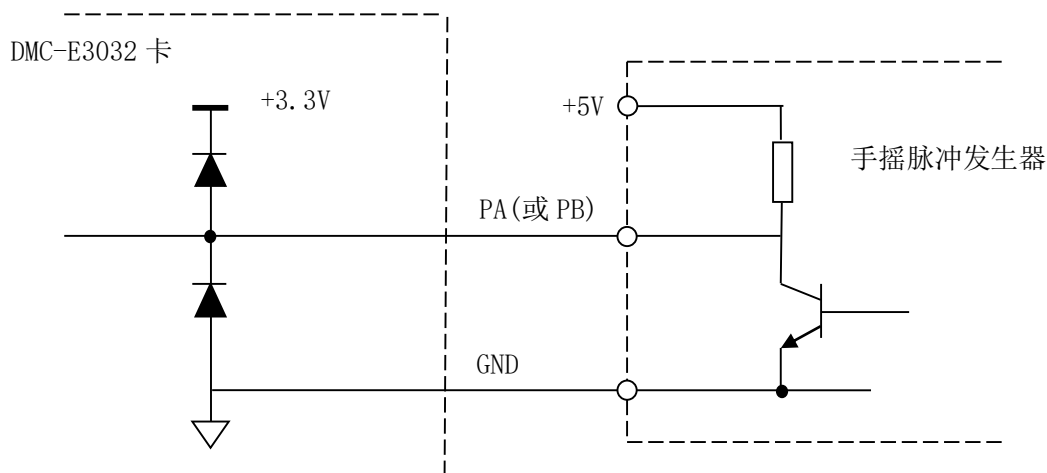 DMC-E3032 卡
+3.3V
+5V
手摇脉冲发生器
PA(或 PB)
GND